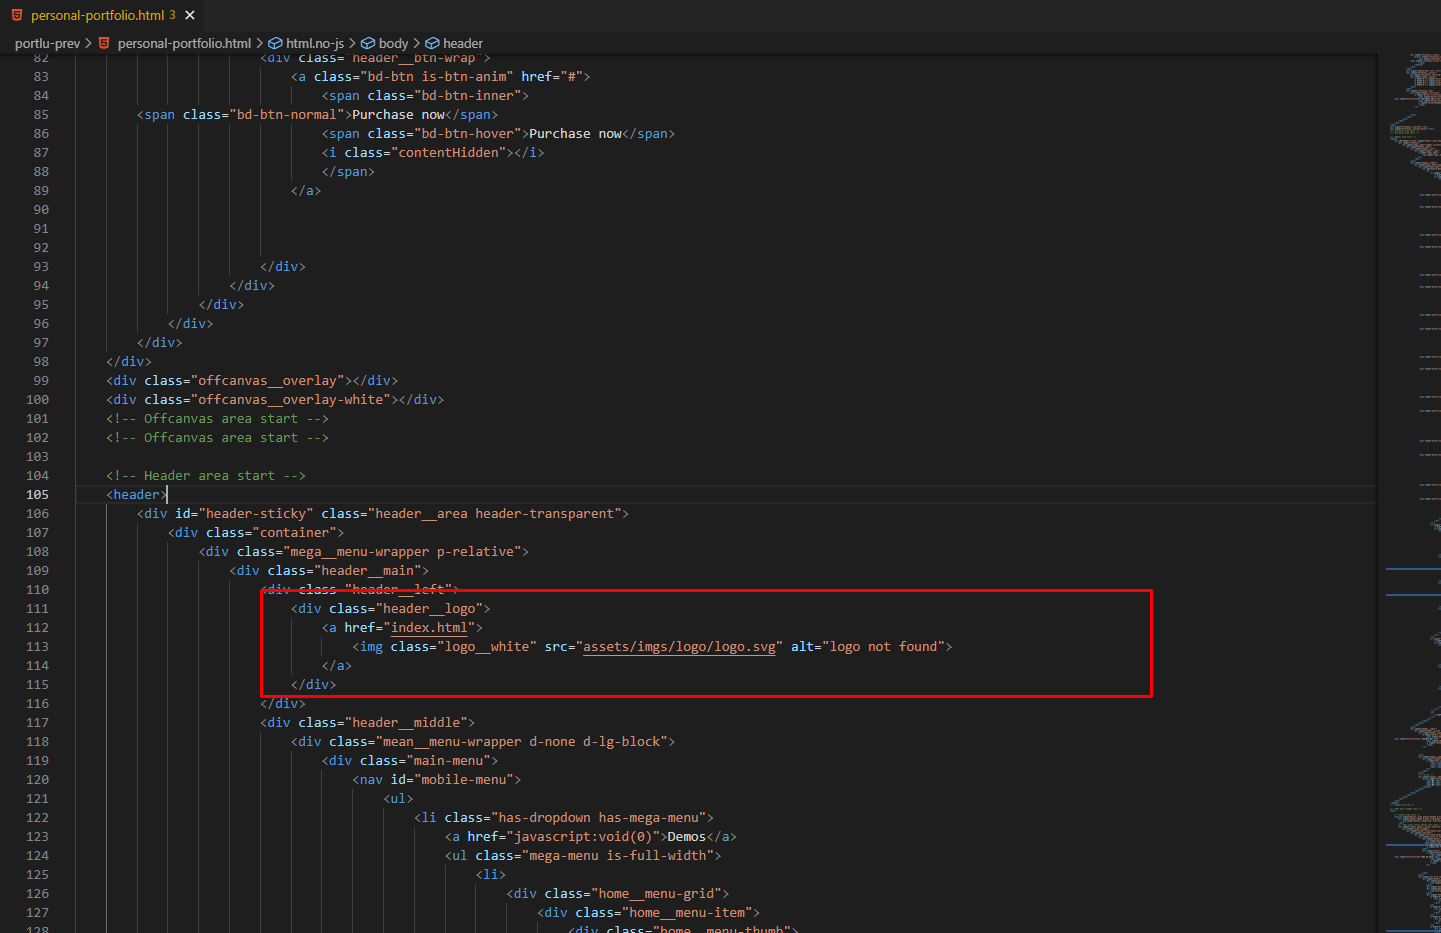 personal-portfolio.html 3 ×
portlu-prev > personal-portfolio.html > html.no-js > body > header
82 <div class="header__btn-wrap">
83 <a class="bd-btn is-btn-anim" href="#">
84 <span class="bd-btn-inner">
85 <span class="bd-btn-normal">Purchase now</span>
86 <span class="bd-btn-hover">Purchase now</span>
87 <i class="contentHidden"></i>
88 </span>
89 </a>
90
91
92
93 </div>
94 </div>
95 </div>
96 </div>
97 </div>
98 </div>
99 <div class="offcanvas__overlay"></div>
100 <div class="offcanvas__overlay-white"></div>
101 <!-- Offcanvas area start -->
102 <!-- Offcanvas area start -->
103
104 <!-- Header area start -->
105 <header>
106 <div id="header-sticky" class="header__area header-transparent">
107 <div class="container">
108 <div class="mega__menu-wrapper p-relative">
109 <div class="header__main">
110 <div class="header__left">
111 <div class="header__logo">
112 <a href="index.html">
113 <img class="logo__white" src="assets/imgs/logo/logo.svg" alt="logo not found">
114 </a>
115 </div>
116 </div>
117 <div class="header__middle">
118 <div class="mean__menu-wrapper d-none d-lg-block">
119 <div class="main-menu">
120 <nav id="mobile-menu">
121 <ul>
122 <li class="has-dropdown has-mega-menu">
123 <a href="javascript:void(0)">Demos</a>
124 <ul class="mega-menu is-full-width">
125 <li>
126 <div class="home__menu-grid">
127 <div class="home__menu-item">
128 <div class="home__menu-thumb">